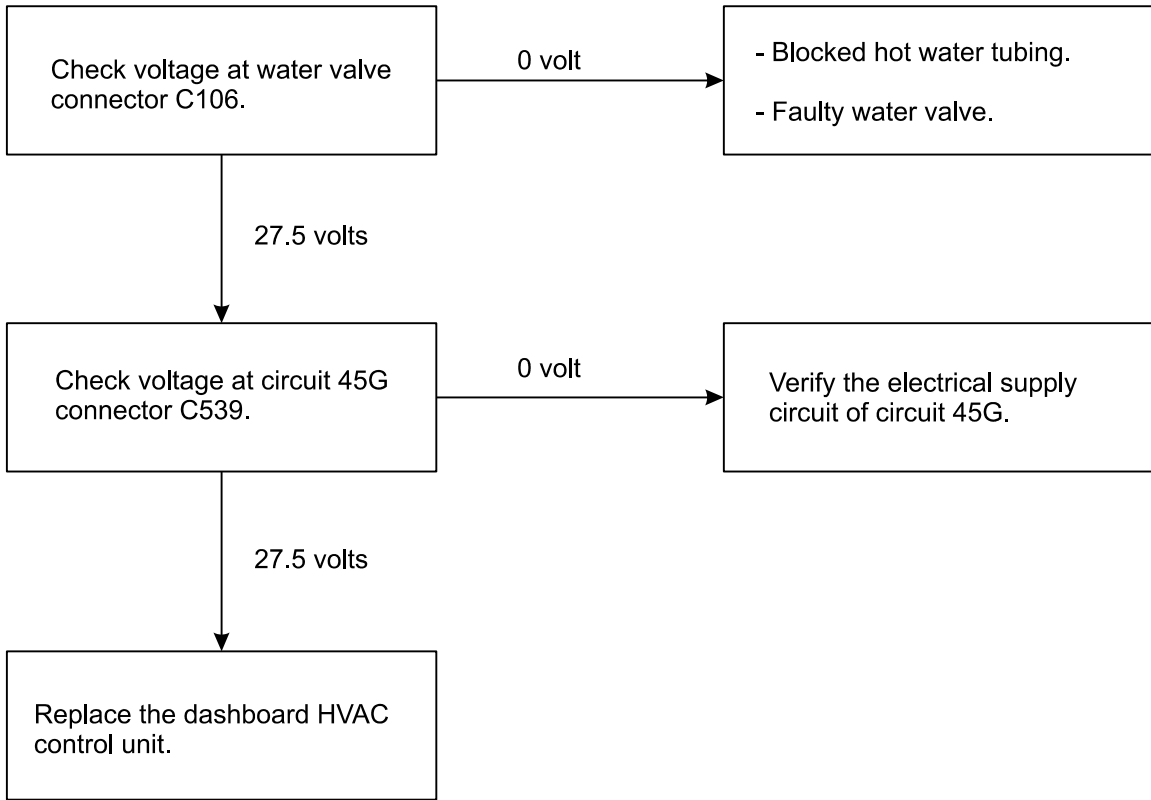 Check voltage at water valve
connector C106.
0 volt
- Blocked hot water tubing.
- Faulty water valve.
27.5 volts
Check voltage at circuit 45G
connector C539.
0 volt
Verify the electrical supply
circuit of circuit 45G.
27.5 volts
Replace the dashboard HVAC
control unit.